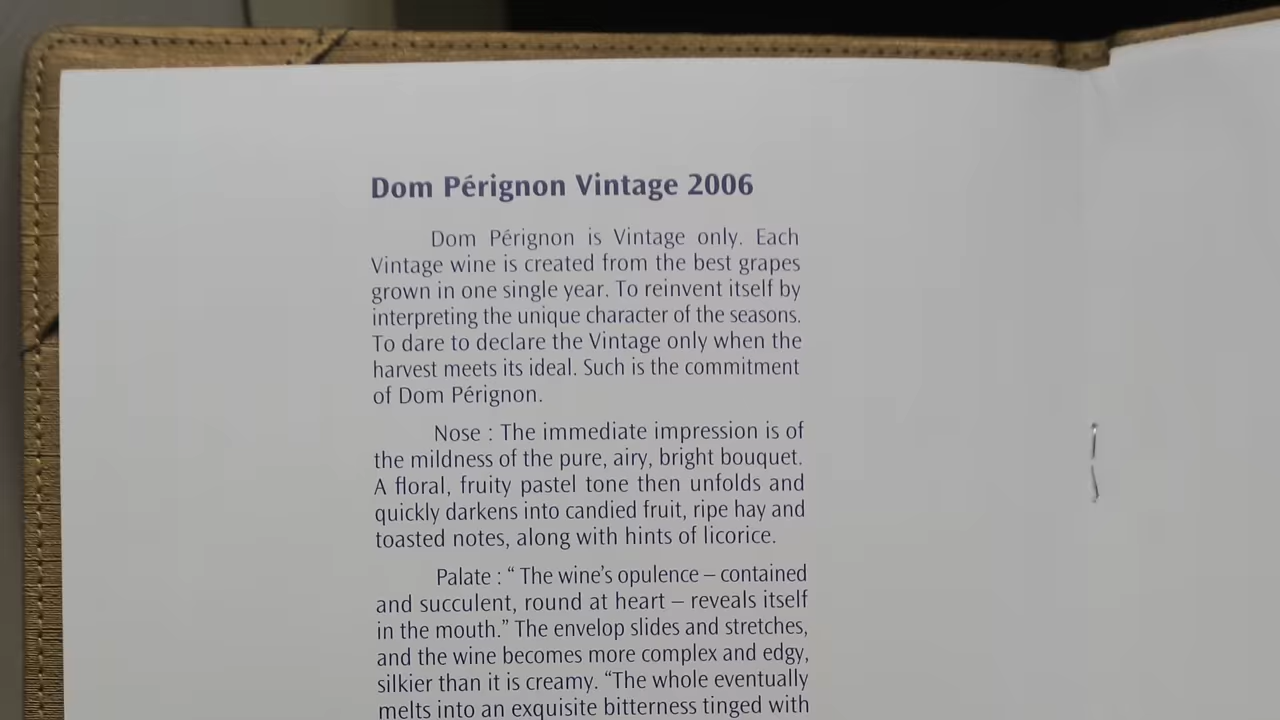 Dom Pérignon Vintage 2006
Dom Pérignon is Vintage only. Each
Vintage wine is created from the best grapes
grown in one single year. To reinvent itself by
interpreting the unique character of the seasons.
To dare to declare the Vintage only when the
harvest meets its ideal. Such is the commitment
of Dom Pérignon.
Nose : The immediate impression is of
the mildness of the pure, airy, bright bouquet.
A floral, fruity pastel tone then unfolds and
quickly darkens into candied fruit, ripe hay and
toasted notes, along with hints of licorice.
Palate : “ The wine’s opulence – contained
and succulent, round at heart – reveals itself
in the mouth.” The envelop slides and stretches,
and the wine becomes more complex and edgy,
silkier than it is creamy. “The whole eventually
melts into an exquisite bitterness tinged with